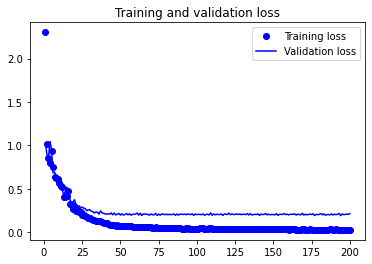 Training and validation loss
Training loss
Validation loss
2.0
1.5
1.0
0.5
0.0
0 25 50 75 100 125 150 175 200